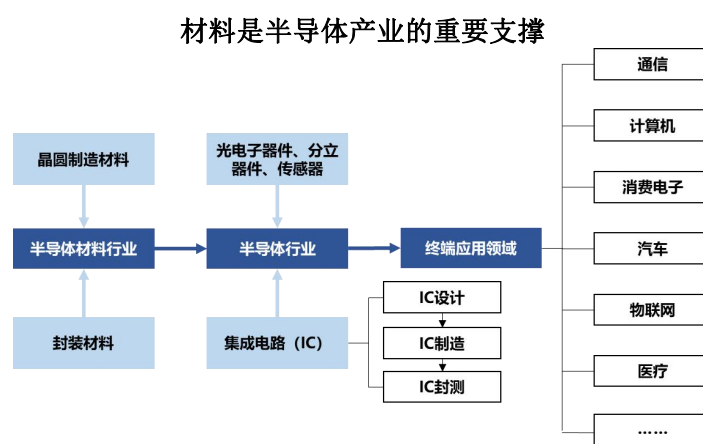 材料是半导体产业的重要支撑
晶圆制造材料
半导体材料行业
封装材料
光电子器件、分立
器件、传感器
半导体行业
集成电路（IC）
终端应用领域
IC设计
IC制造
IC封测
通信
计算机
消费电子
汽车
物联网
医疗
……